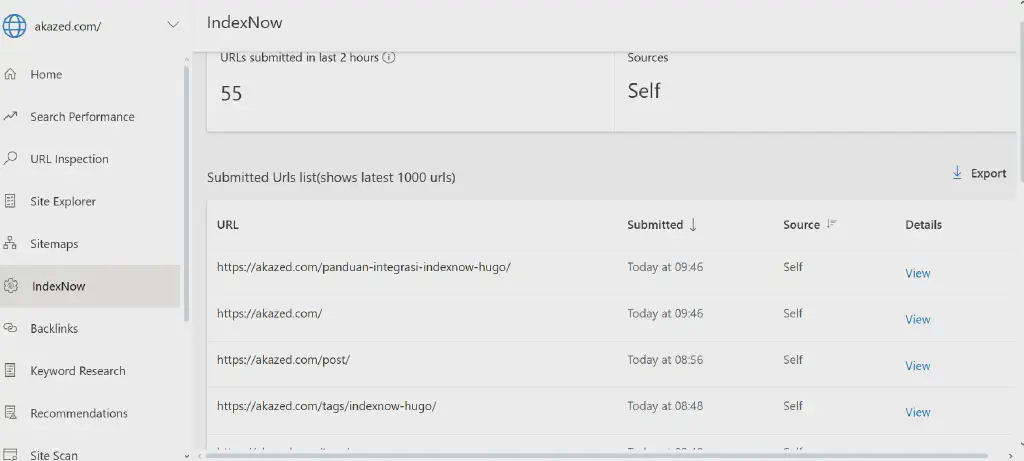 akazed.com/
IndexNow
Home
Search Performance
URL Inspection
Site Explorer
Sitemaps
IndexNow
Backlinks
Keyword Research
Recommendations
Site Scan
URLs submitted in last 2 hours
55
Sources
Self
Submitted Urls list(shows latest 1000 urls)
Export
URL Submitted Source Details
https://akazed.com/panduan-integrasi-indexnow-hugo/ Today at 09:46 Self View
https://akazed.com/ Today at 09:46 Self View
https://akazed.com/post/ Today at 08:56 Self View
https://akazed.com/tags/indexnow-hugo/ Today at 08:48 Self View